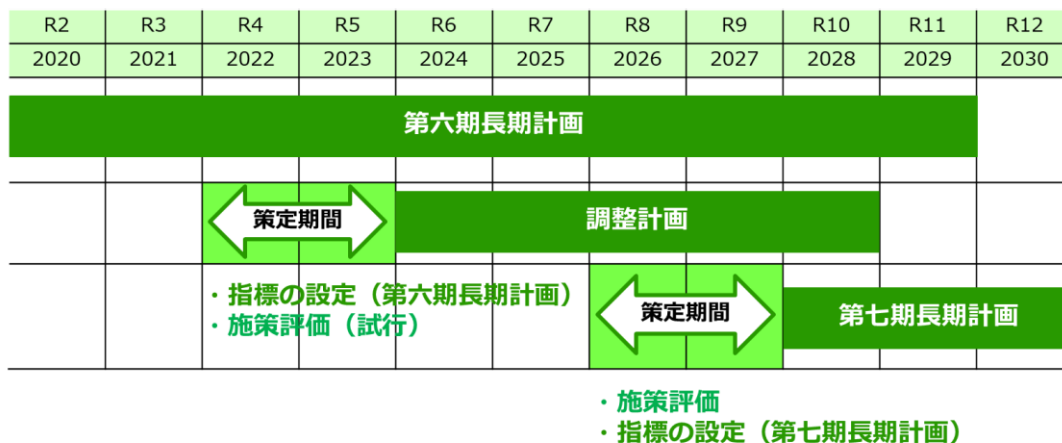 R2 R3 R4 R5 R6 R7 R8 R9 R10 R11 R12
2020 2021 2022 2023 2024 2025 2026 2027 2028 2029 2030
第六期長期計画
策定期間 調整計画
・指標の設定（第六期長期計画）
・施策評価（試行）
策定期間 第七期長期計画
・施策評価
・指標の設定（第七期長期計画）